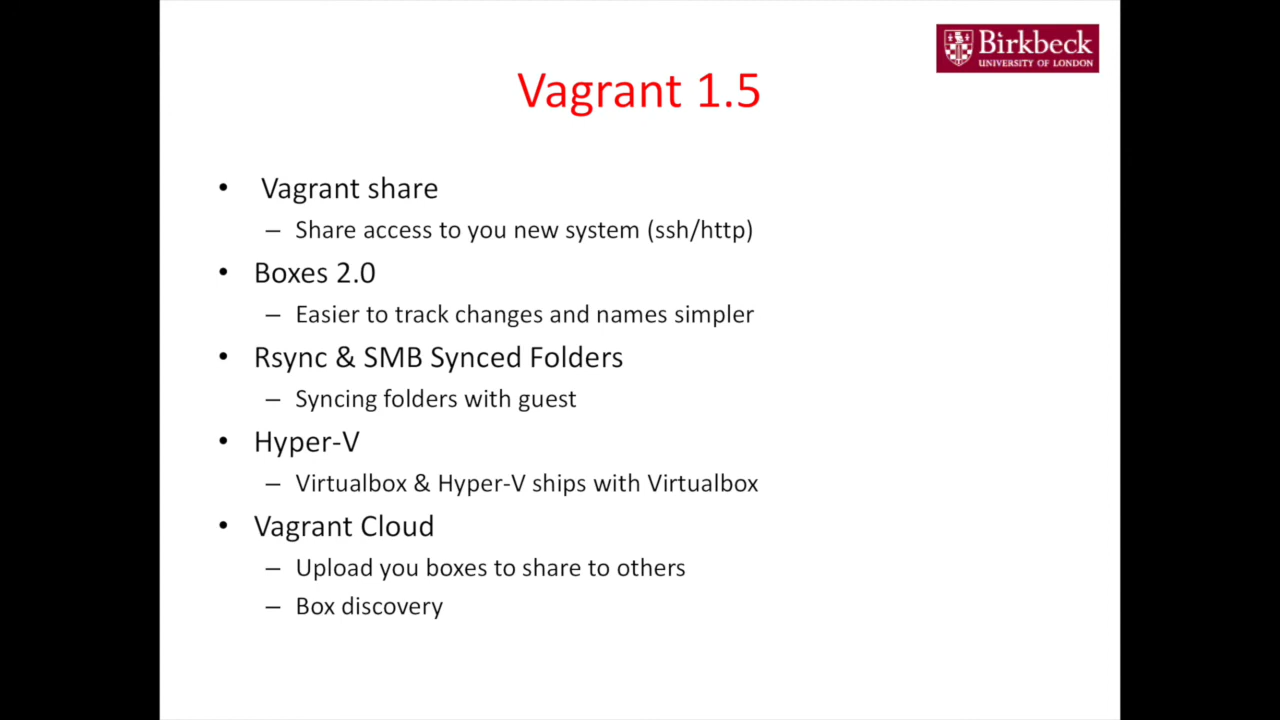 Birkbeck
UNIVERSITY OF LONDON
Vagrant 1.5
• Vagrant share
– Share access to you new system (ssh/http)
• Boxes 2.0
– Easier to track changes and names simpler
• Rsync & SMB Synced Folders
– Syncing folders with guest
• Hyper-V
– Virtualbox & Hyper-V ships with Virtualbox
• Vagrant Cloud
– Upload you boxes to share to others
– Box discovery